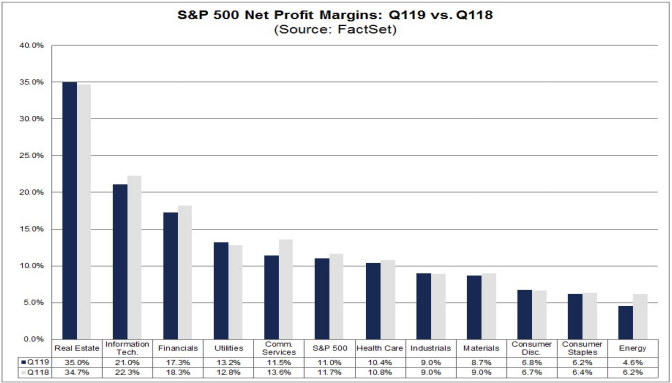 S&P 500 Net Profit Margins: Q119 vs. Q118
(Source: FactSet)
40.0%
35.0%
30.0%
25.0%
20.0%
15.0%
10.0%
5.0%
0.0%
Real Estate Information Tech. Financials Utilities Comm. Services S&P 500 Health Care Industrials Materials Consumer Disc. Consumer Staples Energy
Q119 35.0% 21.0% 17.3% 13.2% 11.5% 11.0% 10.4% 9.0% 8.7% 6.8% 6.2% 4.6%
Q118 34.7% 22.3% 18.3% 12.8% 13.6% 11.7% 10.8% 9.0% 9.0% 6.7% 6.4% 6.2%